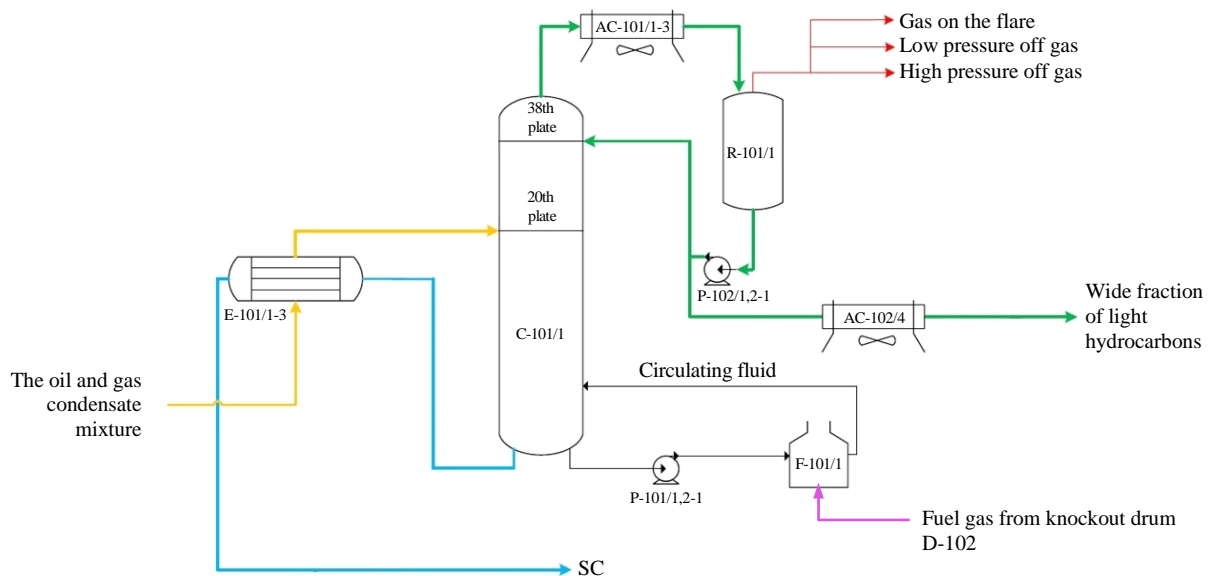 AC-101/1-3
Gas on the flare
Low pressure off gas
High pressure off gas
38th
plate
R-101/1
20th
plate
P-102/1,2-1
E-101/1-3
C-101/1
AC-102/4
Wide fraction
of light
hydrocarbons
The oil and gas
condensate
mixture
Circulating fluid
F-101/1
P-101/1,2-1
Fuel gas from knockout drum
D-102
SC